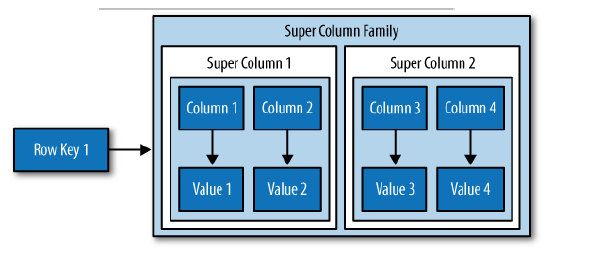 Super Column Family
Super Column 1
Super Column 2
Column 1
Column 2
Column 3
Column 4
Row Key 1
Value 1
Value 2
Value 3
Value 4